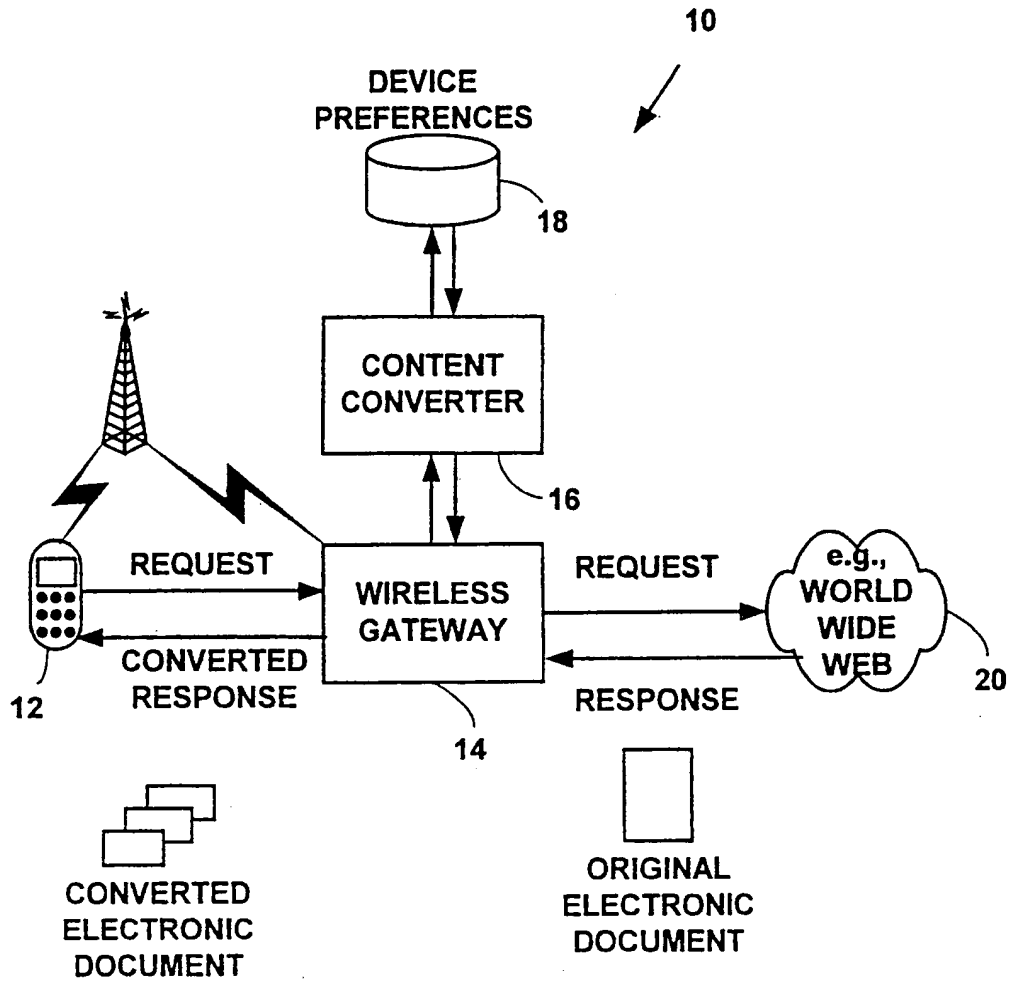 10
DEVICE
PREFERENCES
18
CONTENT
CONVERTER
16
REQUEST
WIRELESS
GATEWAY
REQUEST
e.g.,
WORLD
WIDE
WEB
CONVERTED
RESPONSE
RESPONSE
12
14
20
CONVERTED
ELECTRONIC
DOCUMENT
ORIGINAL
ELECTRONIC
DOCUMENT